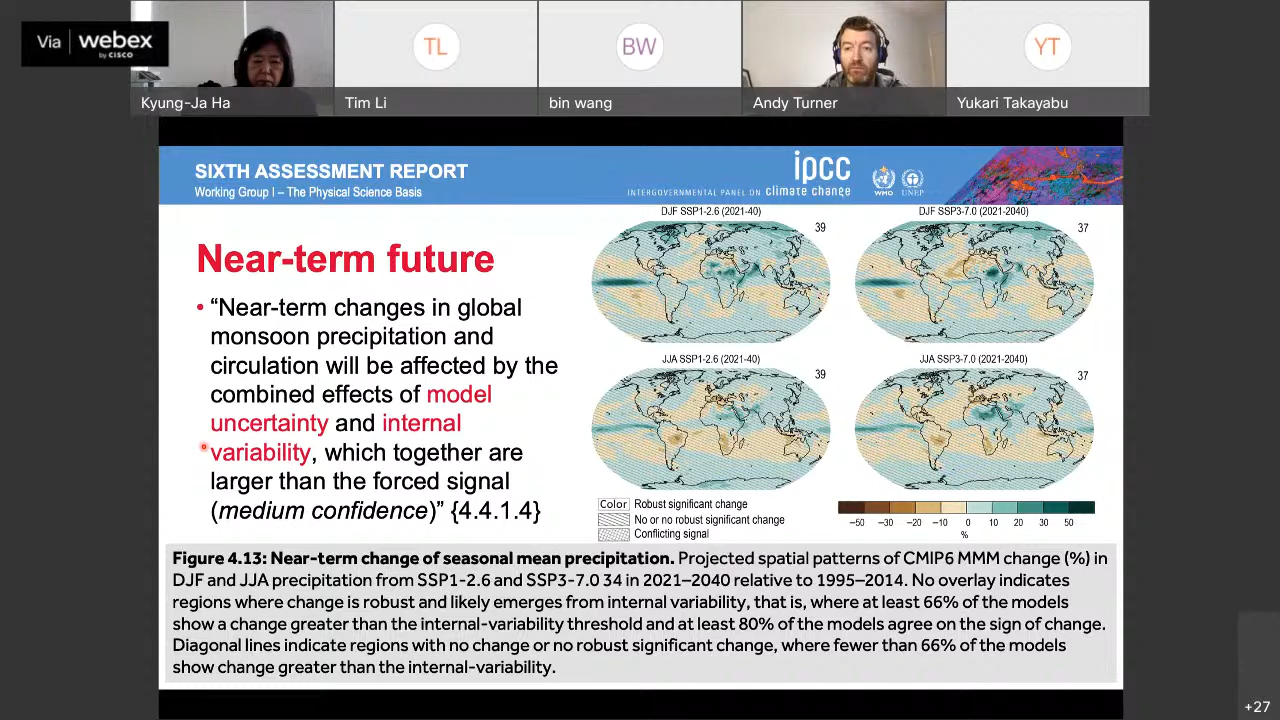 Via webex
by CISCO
TL
BW
YT
Kyung-Ja Ha
Tim Li
bin wang
Andy Turner
Yukari Takayabu
SIXTH ASSESSMENT REPORT
Working Group I – The Physical Science Basis
ipcc
INTERGOVERNMENTAL PANEL ON climate change
WMO
UNEP
Near-term future
• “Near-term changes in global
monsoon precipitation and
circulation will be affected by the
combined effects of model
uncertainty and internal
variability, which together are
larger than the forced signal
(medium confidence)” {4.4.1.4}
DJF SSP1-2.6 (2021-40)
39
DJF SSP3-7.0 (2021-2040)
37
JJA SSP1-2.6 (2021-40)
39
JJA SSP3-7.0 (2021-2040)
37
Color Robust significant change
No or no robust significant change
Conflicting signal
−50 −30 −20 −10 0 10 20 30 50
%
Figure 4.13: Near-term change of seasonal mean precipitation. Projected spatial patterns of CMIP6 MMM change (%) in
DJF and JJA precipitation from SSP1-2.6 and SSP3-7.0 34 in 2021–2040 relative to 1995–2014. No overlay indicates
regions where change is robust and likely emerges from internal variability, that is, where at least 66% of the models
show a change greater than the internal-variability threshold and at least 80% of the models agree on the sign of change.
Diagonal lines indicate regions with no change or no robust significant change, where fewer than 66% of the models
show change greater than the internal-variability.
+27